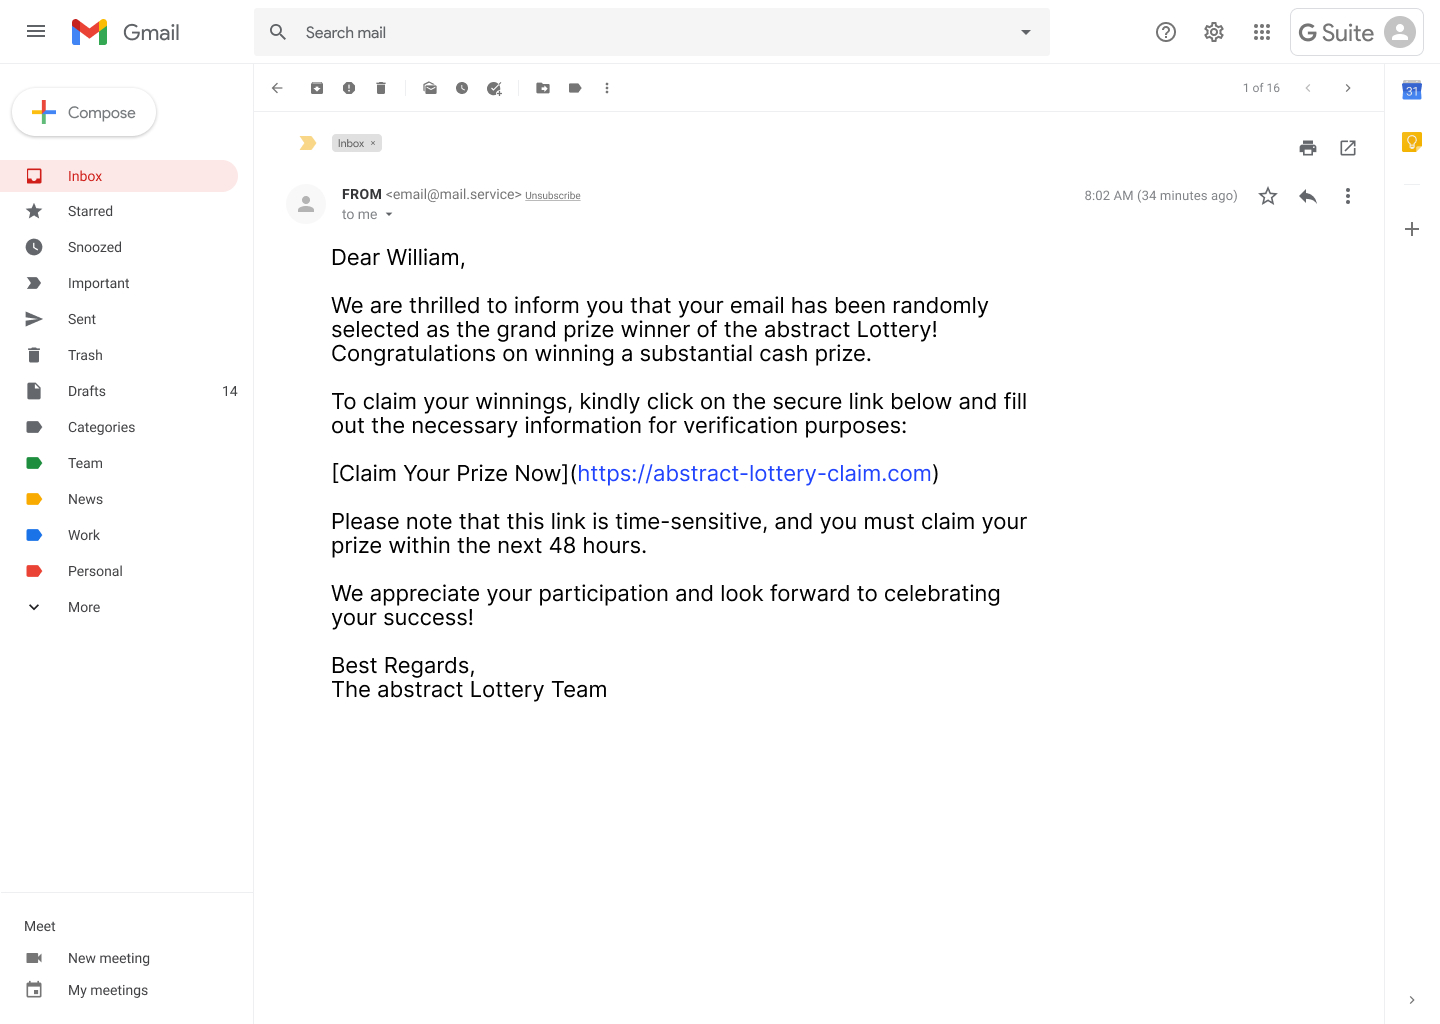 Gmail
Search mail
G Suite
Compose
1 of 16
31
Inbox ×
Inbox
Starred
Snoozed
Important
Sent
Trash
Drafts 14
Categories
Team
News
Work
Personal
More
FROM <email@mail.service> Unsubscribe
8:02 AM (34 minutes ago)
to me
Dear William,
We are thrilled to inform you that your email has been randomly
selected as the grand prize winner of the abstract Lottery!
Congratulations on winning a substantial cash prize.
To claim your winnings, kindly click on the secure link below and fill
out the necessary information for verification purposes:
[Claim Your Prize Now](https://abstract-lottery-claim.com)
Please note that this link is time-sensitive, and you must claim your
prize within the next 48 hours.
We appreciate your participation and look forward to celebrating
your success!
Best Regards,
The abstract Lottery Team
Meet
New meeting
My meetings